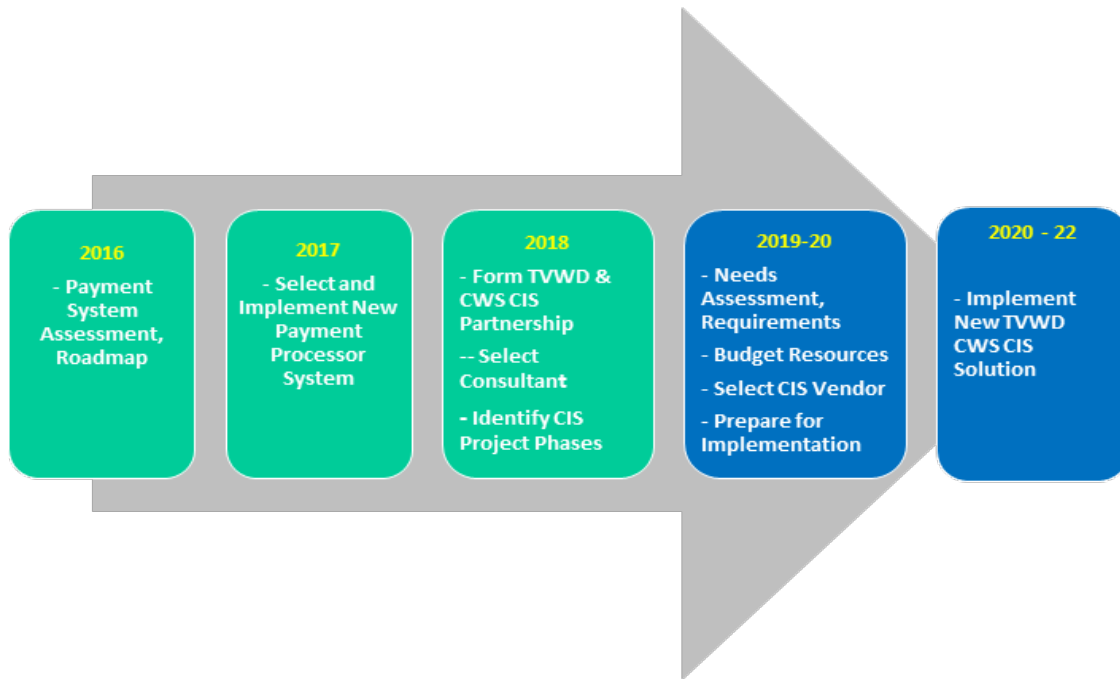 2016
- Payment
System
Assessment,
Roadmap
2017
- Select and
Implement New
Payment
Processor
System
2018
- Form TVWD &
CWS CIS
Partnership
-- Select
Consultant
- Identify CIS
Project Phases
2019-20
- Needs
Assessment,
Requirements
- Budget Resources
- Select CIS Vendor
- Prepare for
Implementation
2020 - 22
- Implement
New TVWD
CWS CIS
Solution